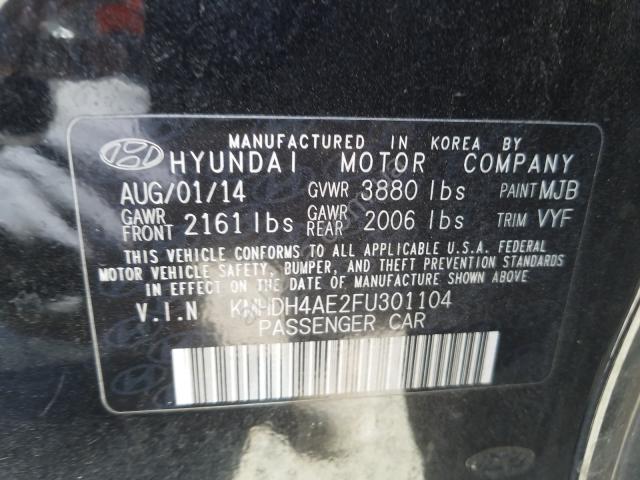 MANUFACTURED IN KOREA BY
HYUNDAI MOTOR COMPANY
AUG/01/14 GVWR 3880 lbs PAINT MJB
GAWR FRONT 2161 lbs GAWR REAR 2006 lbs TRIM VYF
THIS VEHICLE CONFORMS TO ALL APPLICABLE U.S.A. FEDERAL
MOTOR VEHICLE SAFETY, BUMPER, AND THEFT PREVENTION STANDARDS
IN EFFECT ON THE DATE OF MANUFACTURE SHOWN ABOVE.
V.I.N KMHDH4AE2FU301104
PASSENGER CAR